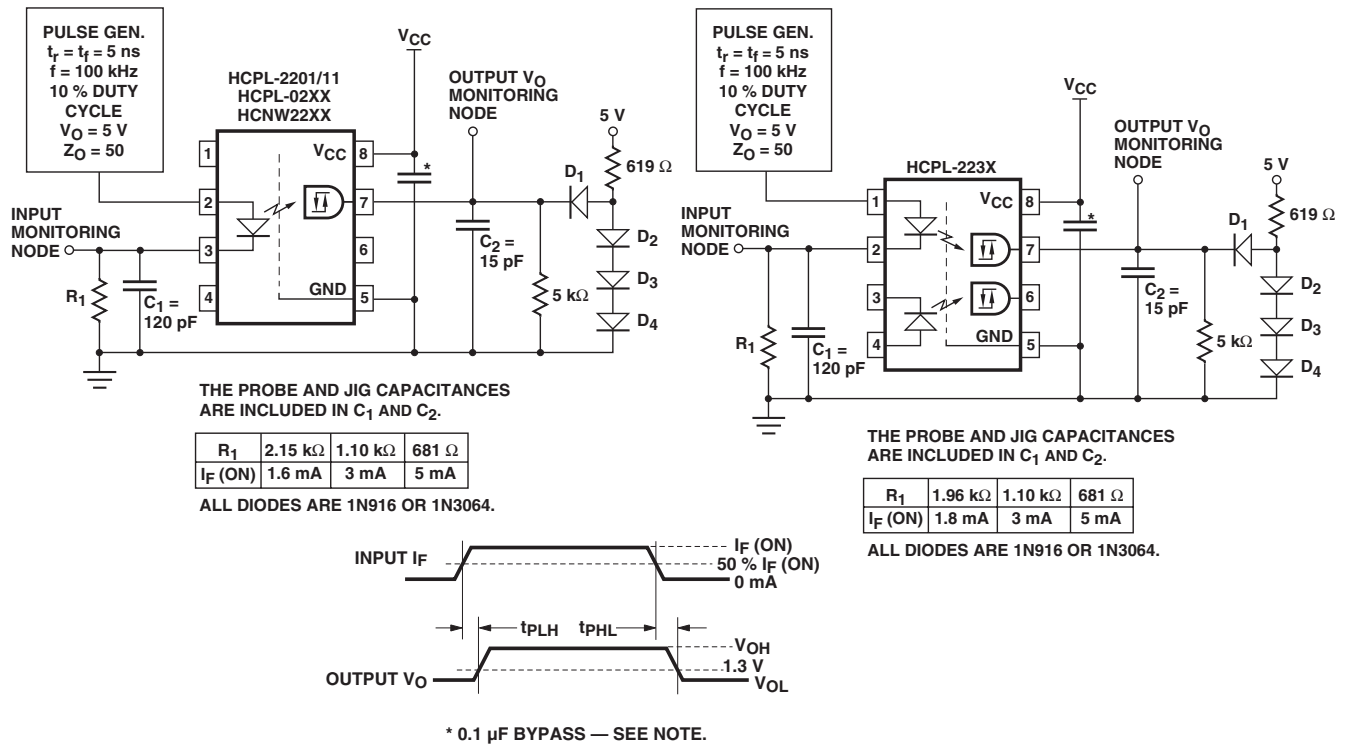 PULSE GEN.
tr = tf = 5 ns
f = 100 kHz
10 % DUTY
CYCLE
VO = 5 V
ZO = 50
HCPL-2201/11
HCPL-02XX
HCNW22XX
VCC
OUTPUT VO
MONITORING
NODE
5 V
619 Ω
D1
1
2
3
4
VCC
8
7
6
GND
5
*
INPUT
MONITORING
NODE
R1
C1 =
120 pF
C2 =
15 pF
5 kΩ
D2
D3
D4
THE PROBE AND JIG CAPACITANCES
ARE INCLUDED IN C1 AND C2.
R1 2.15 kΩ 1.10 kΩ 681 Ω
IF (ON) 1.6 mA 3 mA 5 mA
ALL DIODES ARE 1N916 OR 1N3064.
PULSE GEN.
tr = tf = 5 ns
f = 100 kHz
10 % DUTY
CYCLE
VO = 5 V
ZO = 50
HCPL-223X
VCC
OUTPUT VO
MONITORING
NODE
5 V
619 Ω
D1
1
2
3
4
VCC
8
7
6
GND
5
*
INPUT
MONITORING
NODE
R1
C1 =
120 pF
C2 =
15 pF
5 kΩ
D2
D3
D4
THE PROBE AND JIG CAPACITANCES
ARE INCLUDED IN C1 AND C2.
R1 1.96 kΩ 1.10 kΩ 681 Ω
IF (ON) 1.8 mA 3 mA 5 mA
ALL DIODES ARE 1N916 OR 1N3064.
INPUT IF
IF (ON)
50 % IF (ON)
0 mA
tPLH
tPHL
OUTPUT VO
VOH
1.3 V
VOL
* 0.1 µF BYPASS — SEE NOTE.